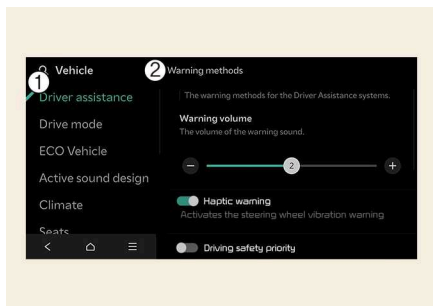 Vehicle
1
Driver assistance
Drive mode
ECO Vehicle
Active sound design
Climate
Seats
2
Warning methods
The warning methods for the Driver Assistance systems.
Warning volume
The volume of the warning sound.
2
Haptic warning
Activates the steering wheel vibration warning
Driving safety priority